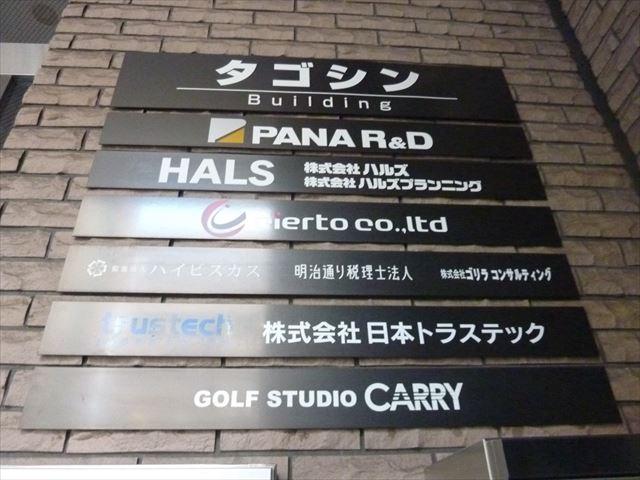 タゴシン
Building
PANA R&D
HALS 株式会社 ハルズ
株式会社 ハルズプランニング
cierto co.,ltd
ハイビスカス 明治通り税理士法人 株式会社ゴリラ コンサルティング
trustech 株式会社 日本トラステック
GOLF STUDIO CARRY